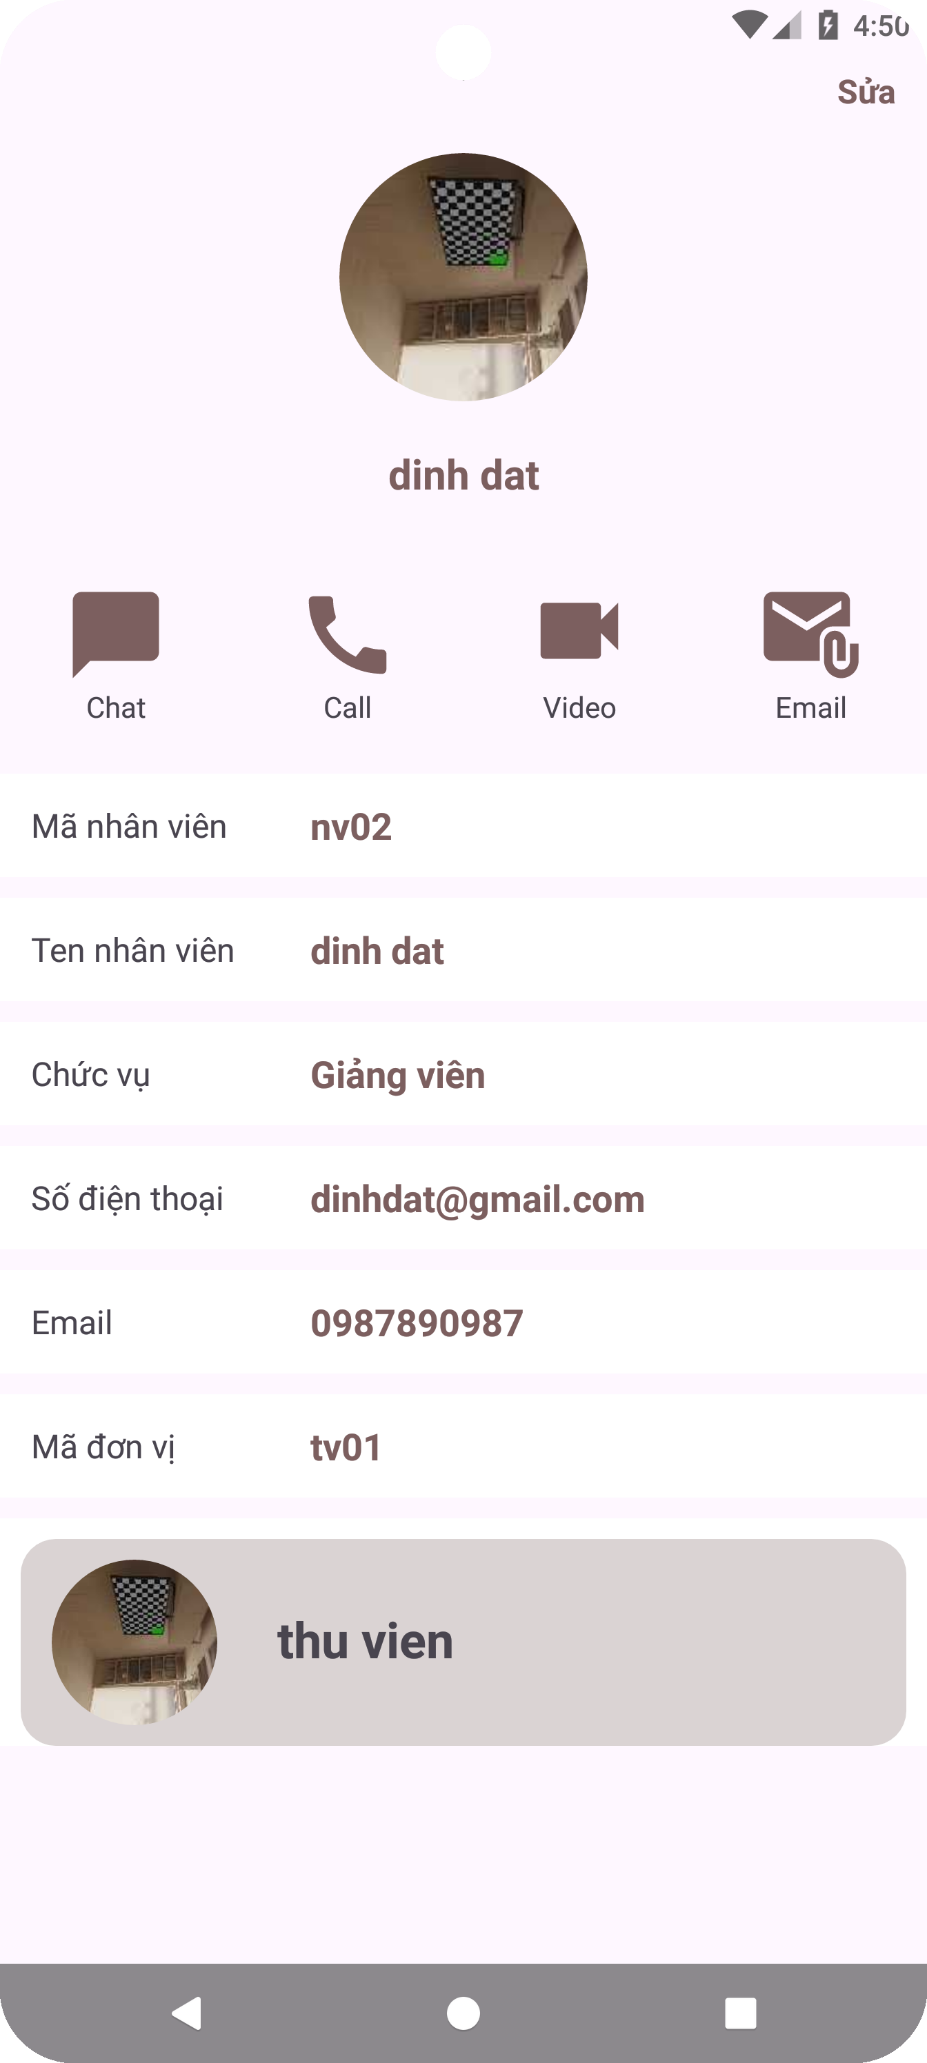 4:50
Sửa
dinh dat
Chat Call Video Email
Mã nhân viên nv02
Ten nhân viên dinh dat
Chức vụ Giảng viên
Số điện thoại dinhdat@gmail.com
Email 0987890987
Mã đơn vị tv01
thu vien